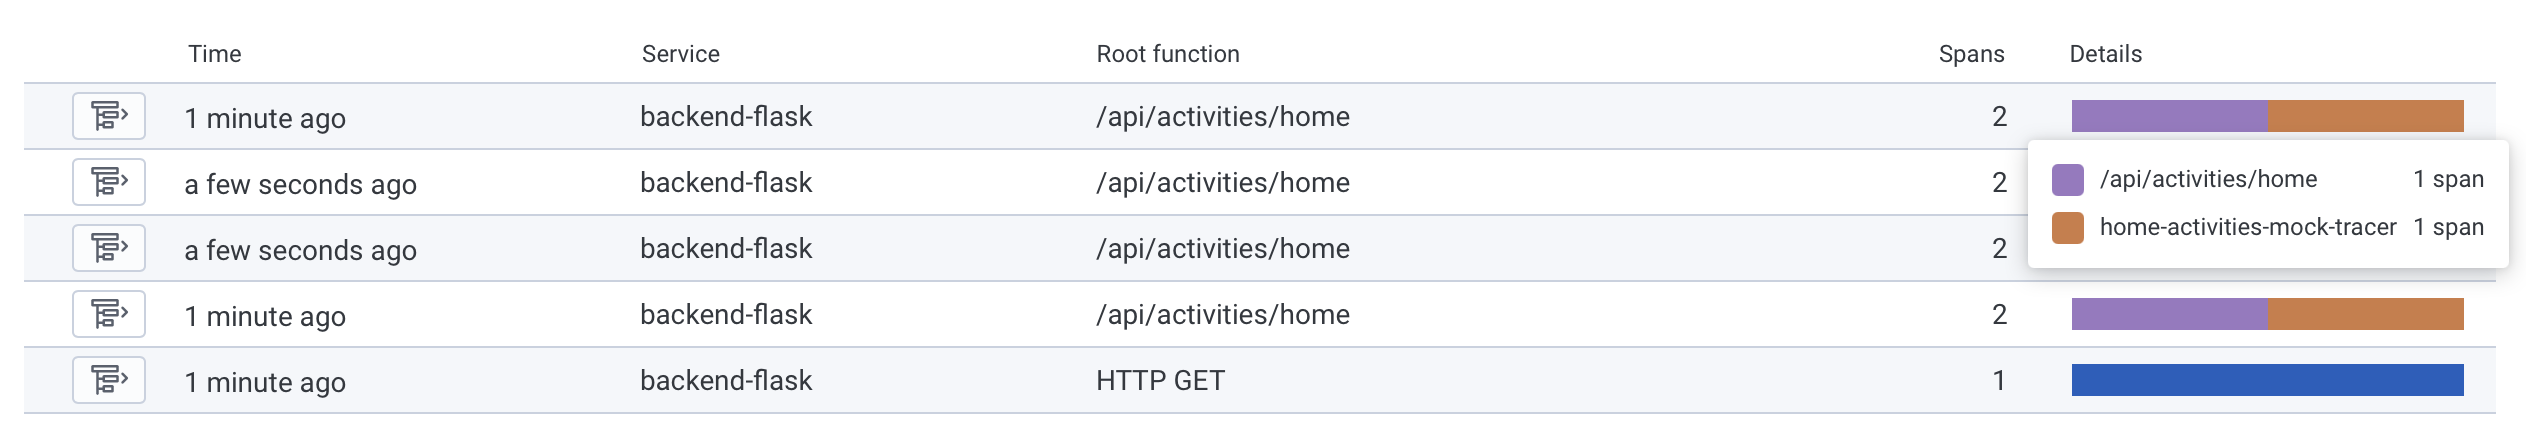 Time Service Root function Spans Details
1 minute ago backend-flask /api/activities/home 2
a few seconds ago backend-flask /api/activities/home 2
/api/activities/home 1 span
home-activities-mock-tracer 1 span
a few seconds ago backend-flask /api/activities/home 2
1 minute ago backend-flask /api/activities/home 2
1 minute ago backend-flask HTTP GET 1